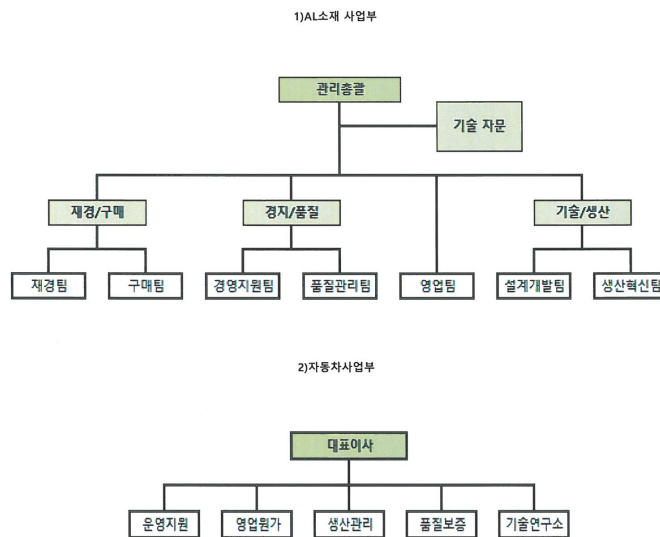 1)AL소재 사업부
관리총괄
기술 자문
재경/구매
경지/품질
기술/생산
재경팀
구매팀
경영지원팀
품질관리팀
영업팀
설계개발팀
생산혁신팀
2)자동차사업부
대표이사
운영지원
영업원가
생산관리
품질보증
기술연구소